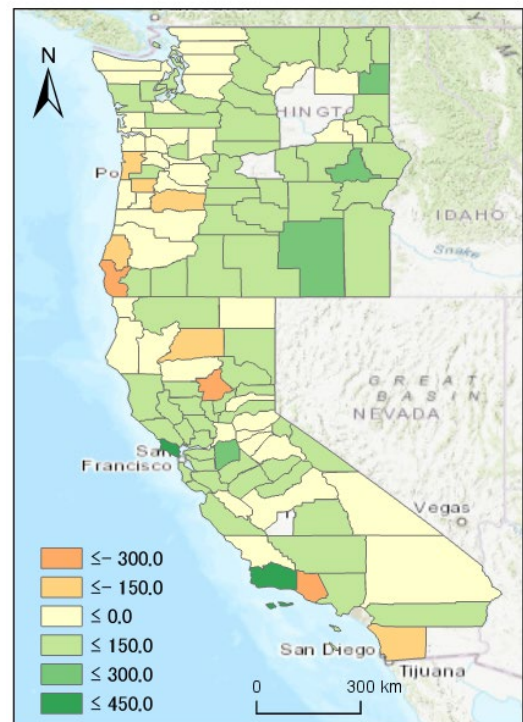 N
HINGTO
Po
IDAHO
Snake
GREAT
BASIN
NEVADA
San
Francisco
Vegas
≤- 300.0
≤- 150.0
≤ 0.0
≤ 150.0
≤ 300.0
≤ 450.0
San Diego
Tijuana
0 300 km